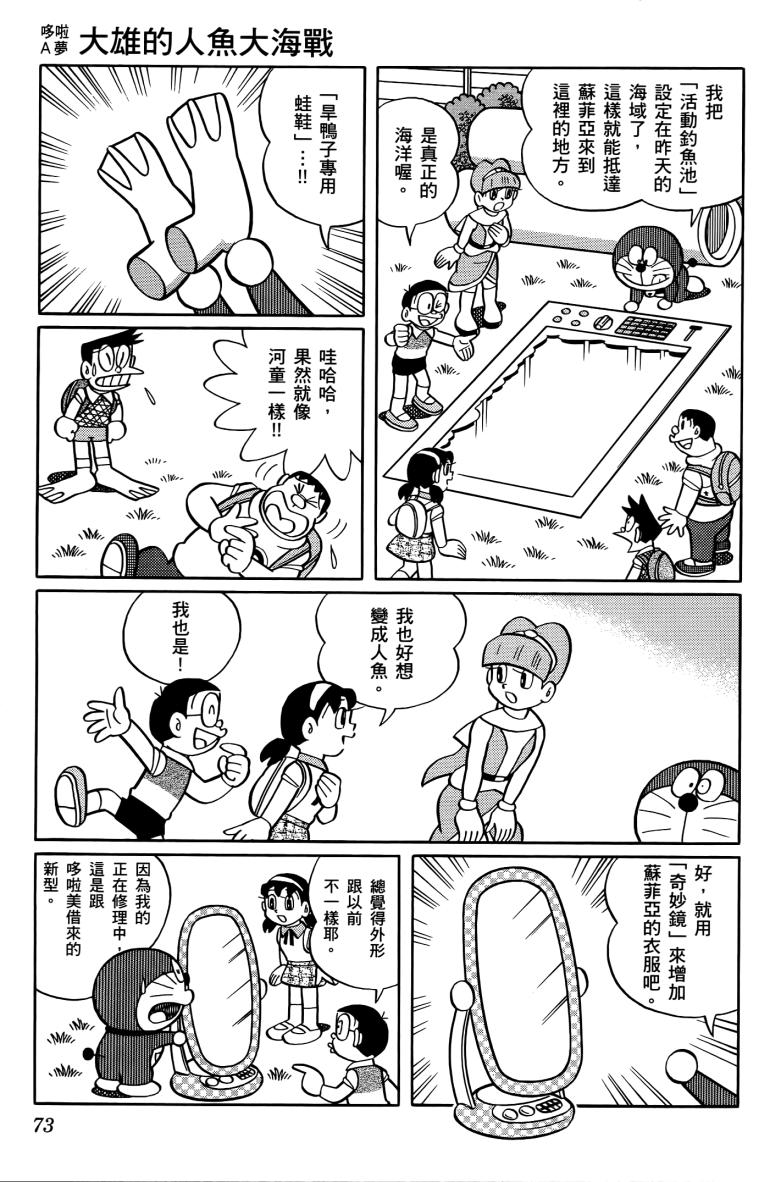 哆啦
A夢
大雄的人魚大海戰
我把
「活動釣魚池」
設定在昨天的
海域了,
這樣就能抵達
蘇菲亞來到
這裡的地方。
是真正的
海洋喔。
「旱鴨子專用
蛙鞋」…!!
哇哈哈,
果然就像
河童一樣!!
我也好想
變成人魚。
我也是!
好,就用
「奇妙鏡」來增加
蘇菲亞的衣服吧。
總覺得外形
跟以前
不一樣耶。
因為我的
正在修理中,
這是跟
哆啦美借來的
新型。
73